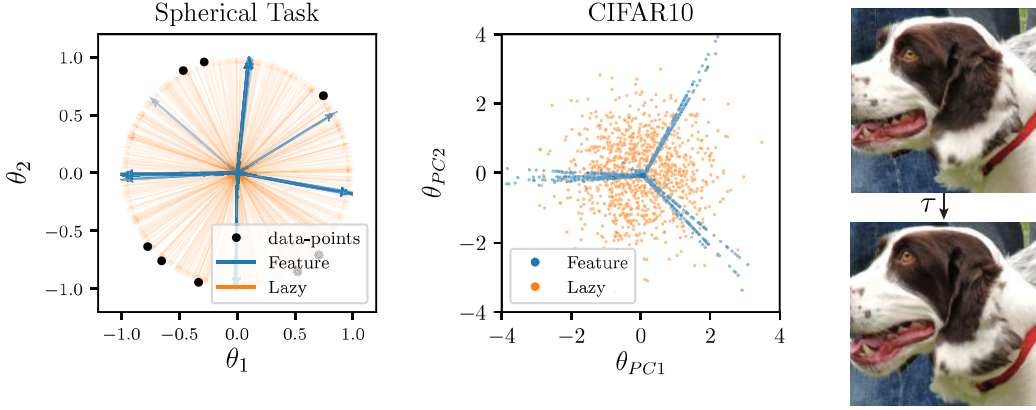 Spherical Task
1.0
0.5
0.0
−0.5
−1.0
θ2
data-points
Feature
Lazy
−1.0 −0.5 0.0 0.5 1.0
θ1
CIFAR10
4
2
0
−2
−4
θPC2
Feature
Lazy
−4 −2 0 2 4
θPC1
τ